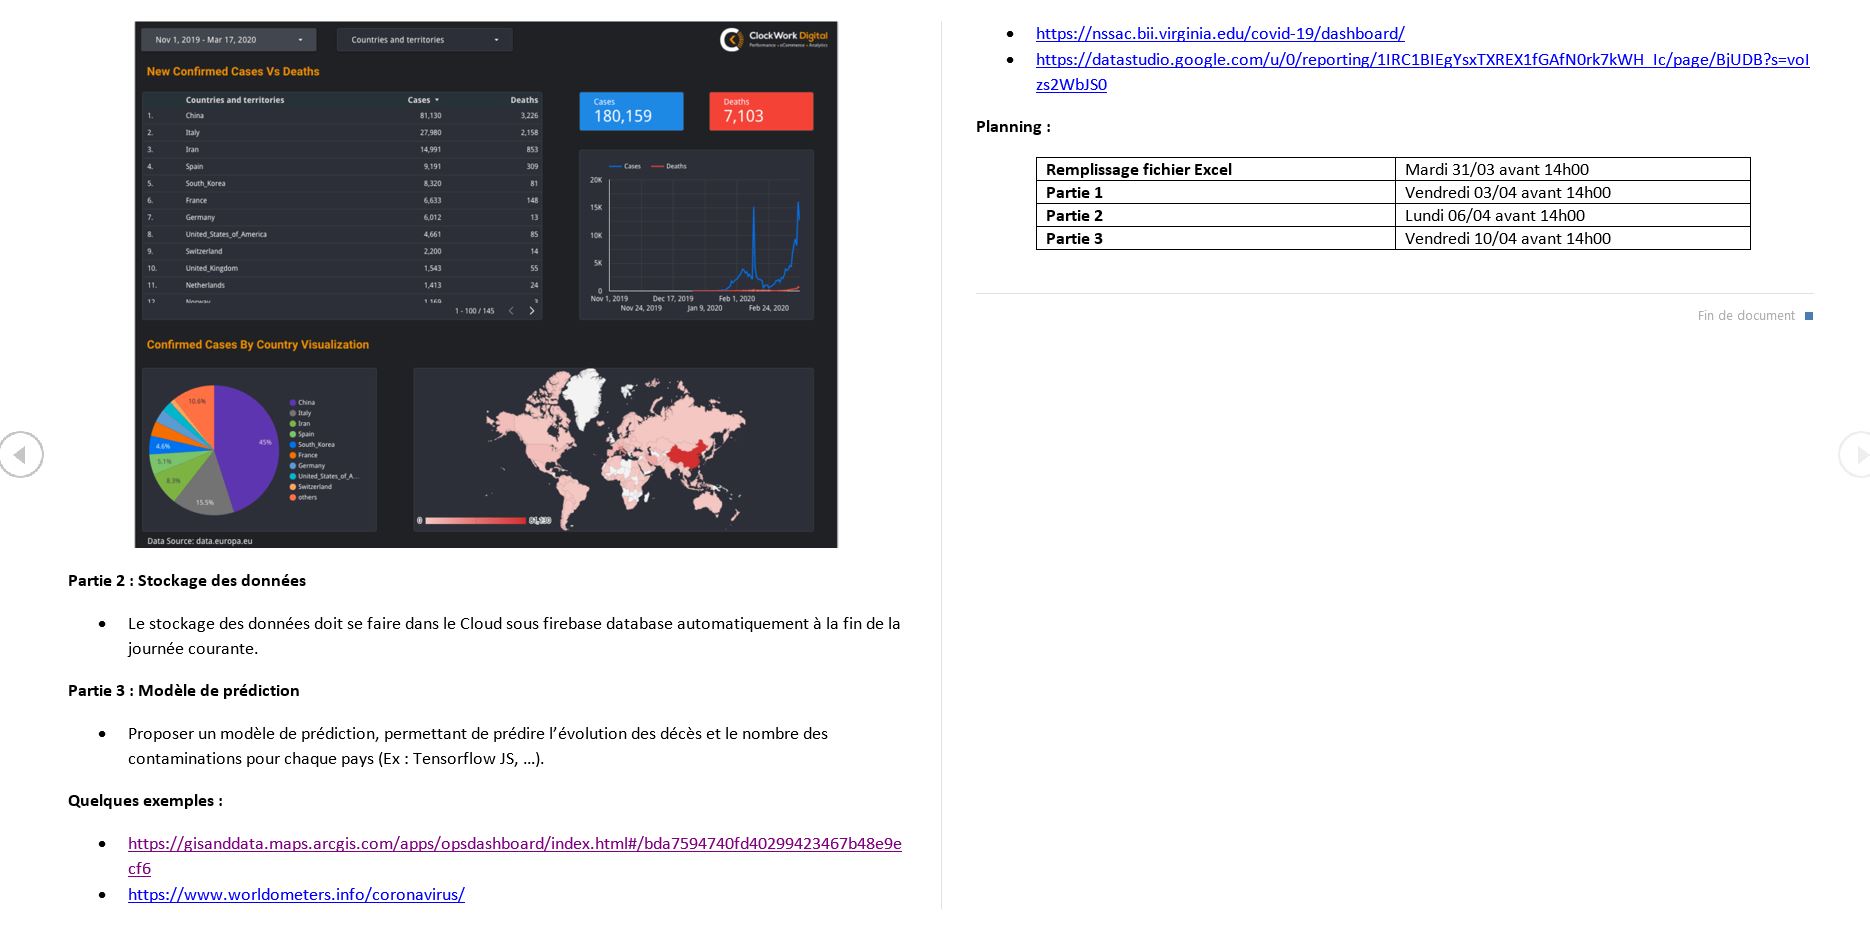 Nov 1, 2019 - Mar 17, 2020
Countries and territories
ClockWork Digital
Performance • eCommerce • Analytics
New Confirmed Cases Vs Deaths
Countries and territories Cases Deaths
1. China 81,130 3,226
2. Italy 27,980 2,158
3. Iran 14,991 853
4. Spain 9,191 309
5. South_Korea 8,320 81
6. France 6,633 148
7. Germany 6,012 13
8. United_States_of_America 4,661 85
9. Switzerland 2,200 14
10. United_Kingdom 1,543 55
11. Netherlands 1,413 24
12 Norway 1,169 3
1 - 100 / 145
Cases
180,159
Deaths
7,103
Cases Deaths
20K
15K
10K
5K
0
Nov 1, 2019 Dec 17, 2019 Feb 1, 2020
Nov 24, 2019 Jan 9, 2020 Feb 24, 2020
Confirmed Cases By Country Visualization
10.6%
45%
4.6%
5.1%
8.3%
15.5%
China
Italy
Iran
Spain
South_Korea
France
Germany
United_States_of_A...
Switzerland
others
0 81,130
Data Source: data.europa.eu
Partie 2 : Stockage des données
• Le stockage des données doit se faire dans le Cloud sous firebase database automatiquement à la fin de la
journée courante.
Partie 3 : Modèle de prédiction
• Proposer un modèle de prédiction, permettant de prédire l’évolution des décès et le nombre des
contaminations pour chaque pays (Ex : Tensorflow JS, …).
Quelques exemples :
• https://gisanddata.maps.arcgis.com/apps/opsdashboard/index.html#/bda7594740fd40299423467b48e9e
cf6
• https://www.worldometers.info/coronavirus/
• https://nssac.bii.virginia.edu/covid-19/dashboard/
• https://datastudio.google.com/u/0/reporting/1IRC1BIEgYsxTXREX1fGAfN0rk7kWH_Ic/page/BjUDB?s=voI
zs2WbJS0
Planning :
Remplissage fichier Excel Mardi 31/03 avant 14h00
Partie 1 Vendredi 03/04 avant 14h00
Partie 2 Lundi 06/04 avant 14h00
Partie 3 Vendredi 10/04 avant 14h00
Fin de document